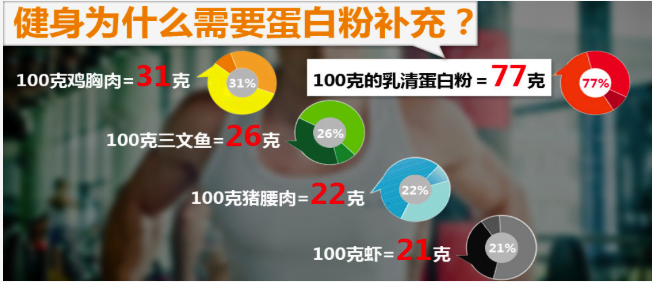 健身为什么需要蛋白粉补充？
100克鸡胸肉=31克
31%
100克的乳清蛋白粉=77克
77%
100克三文鱼=26克
26%
100克猪腰肉=22克
22%
100克虾=21克
21%